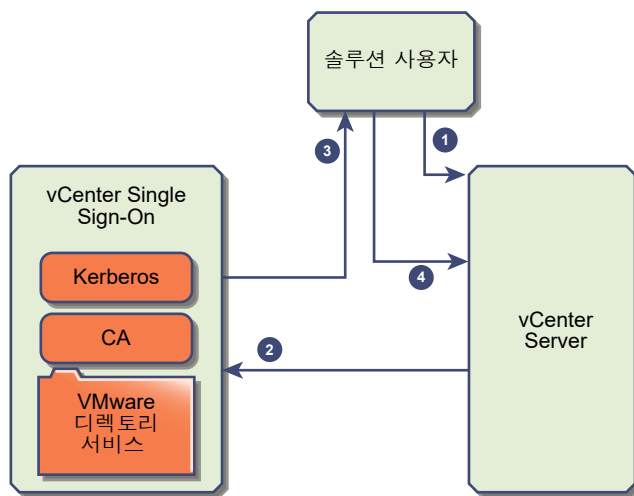 솔루션 사용자
1
3
vCenter Single
Sign-On
Kerberos
4
CA
vCenter
Server
2
VMware
디렉토리
서비스